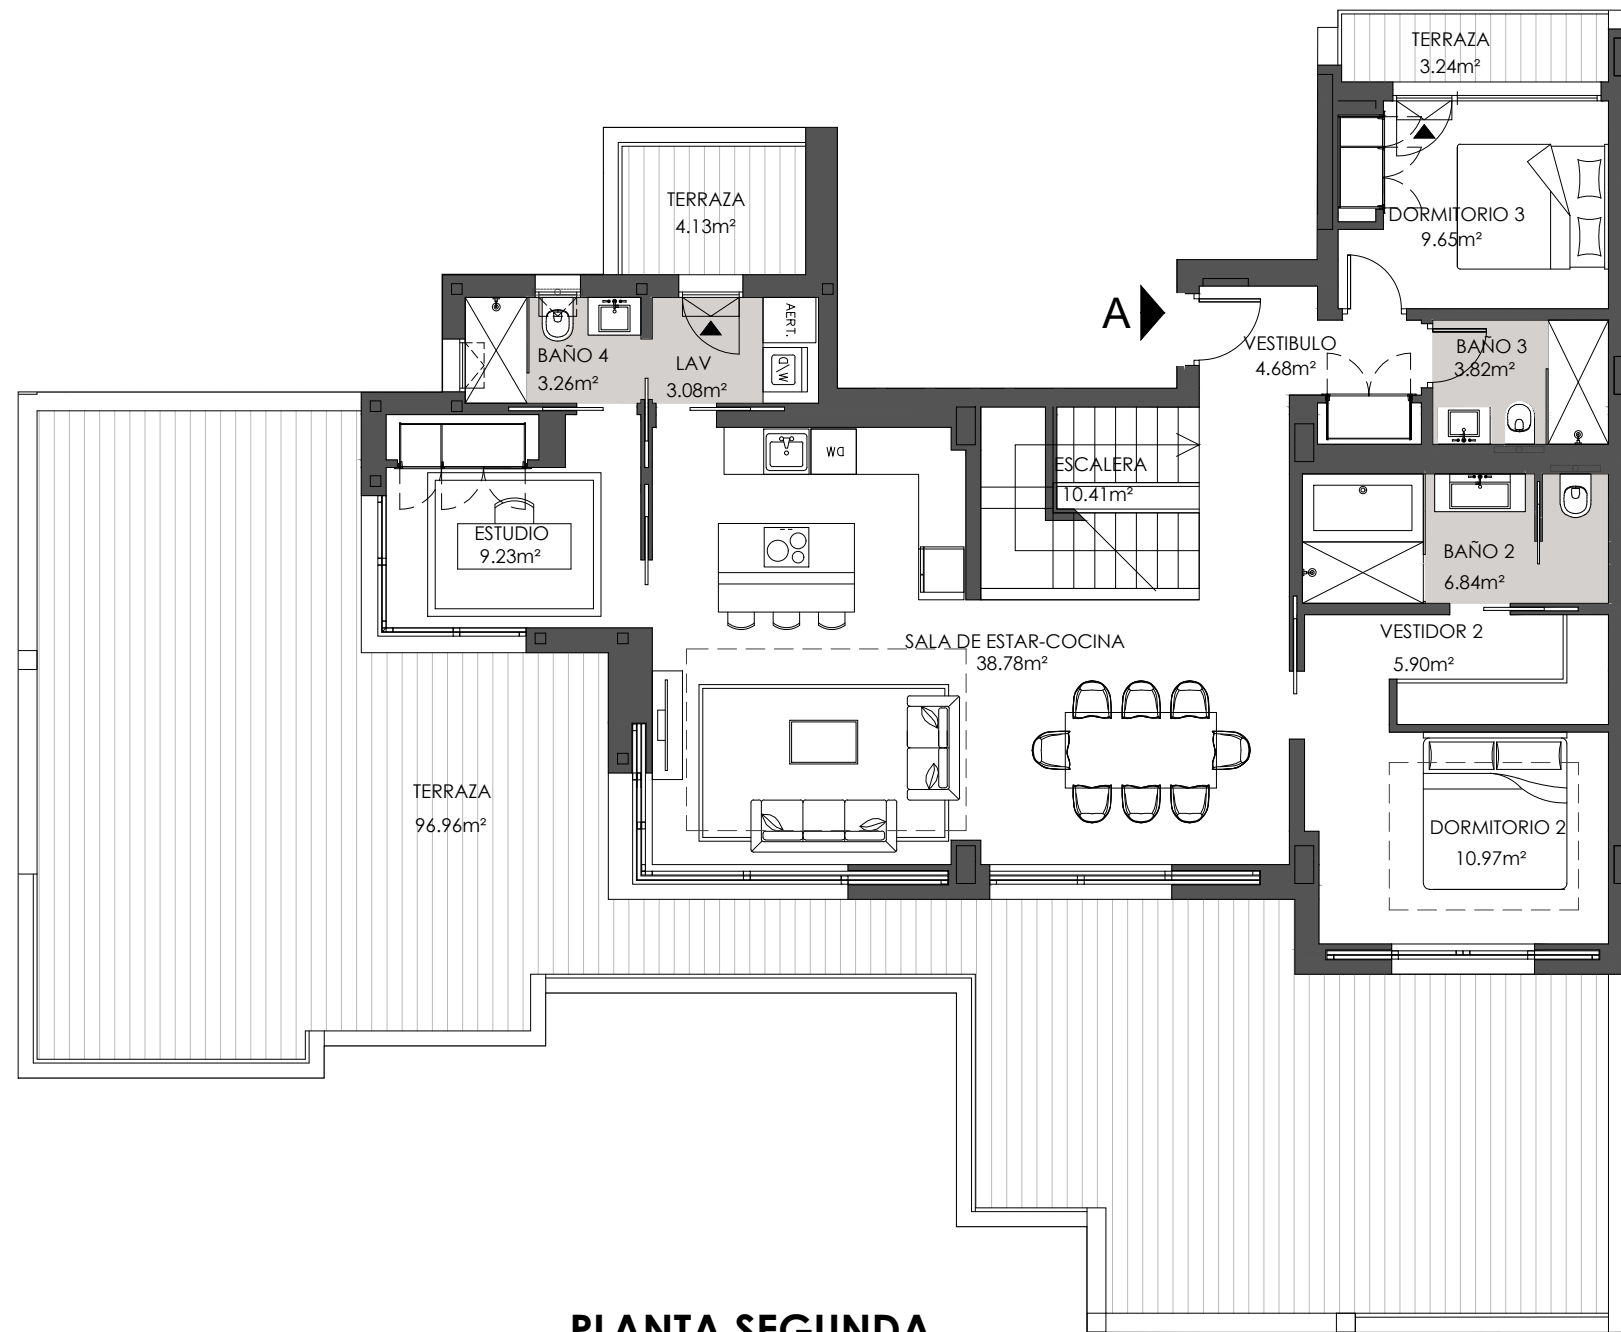 TERRAZA
3.24m²
TERRAZA
4.13m²
DORMITORIO 3
9.65m²
A
AERT.
BAÑO 4
3.26m²
LAV
3.08m²
W\D
VESTIBULO
4.68m²
BAÑO 3
3.82m²
DW
ESCALERA
10.41m²
ESTUDIO
9.23m²
BAÑO 2
6.84m²
SALA DE ESTAR-COCINA
38.78m²
VESTIDOR 2
5.90m²
TERRAZA
96.96m²
DORMITORIO 2
10.97m²
PLANTA SEGUNDA